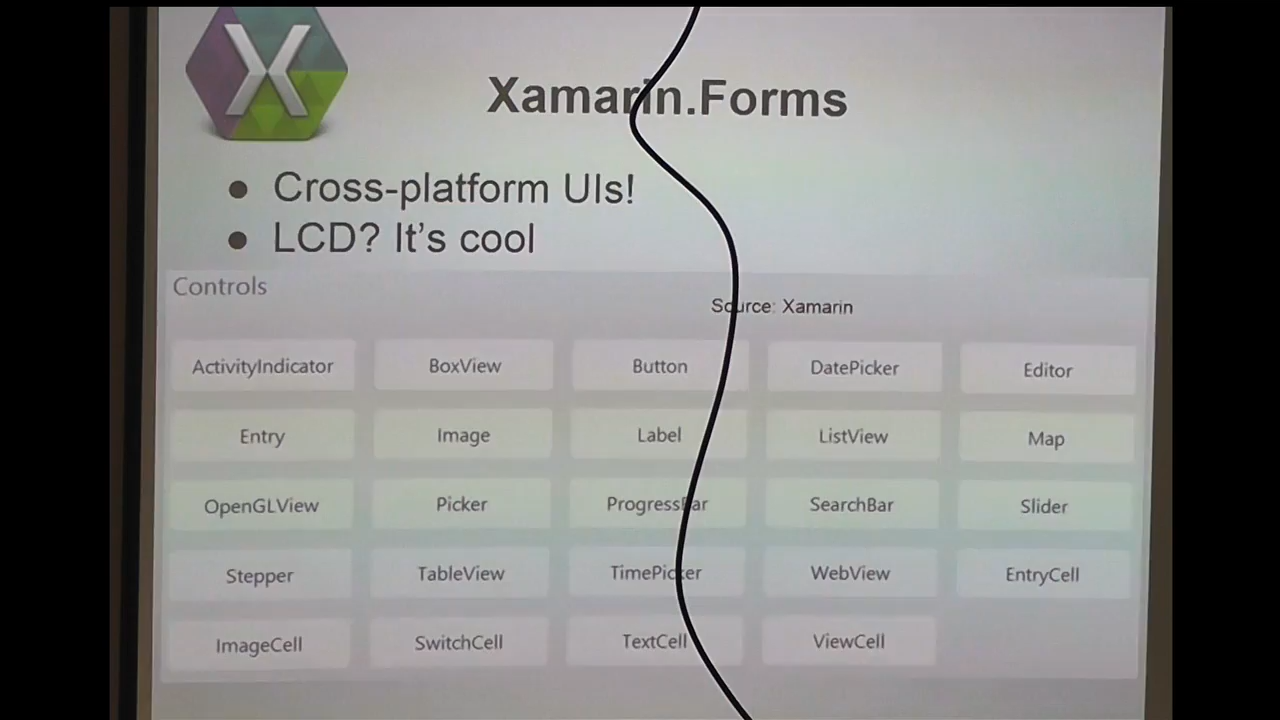 Xamarin.Forms
● Cross-platform UIs!
● LCD? It's cool
Controls
Source: Xamarin
ActivityIndicator BoxView Button DatePicker Editor
Entry Image Label ListView Map
OpenGLView Picker ProgressBar SearchBar Slider
Stepper TableView TimePicker WebView EntryCell
ImageCell SwitchCell TextCell ViewCell